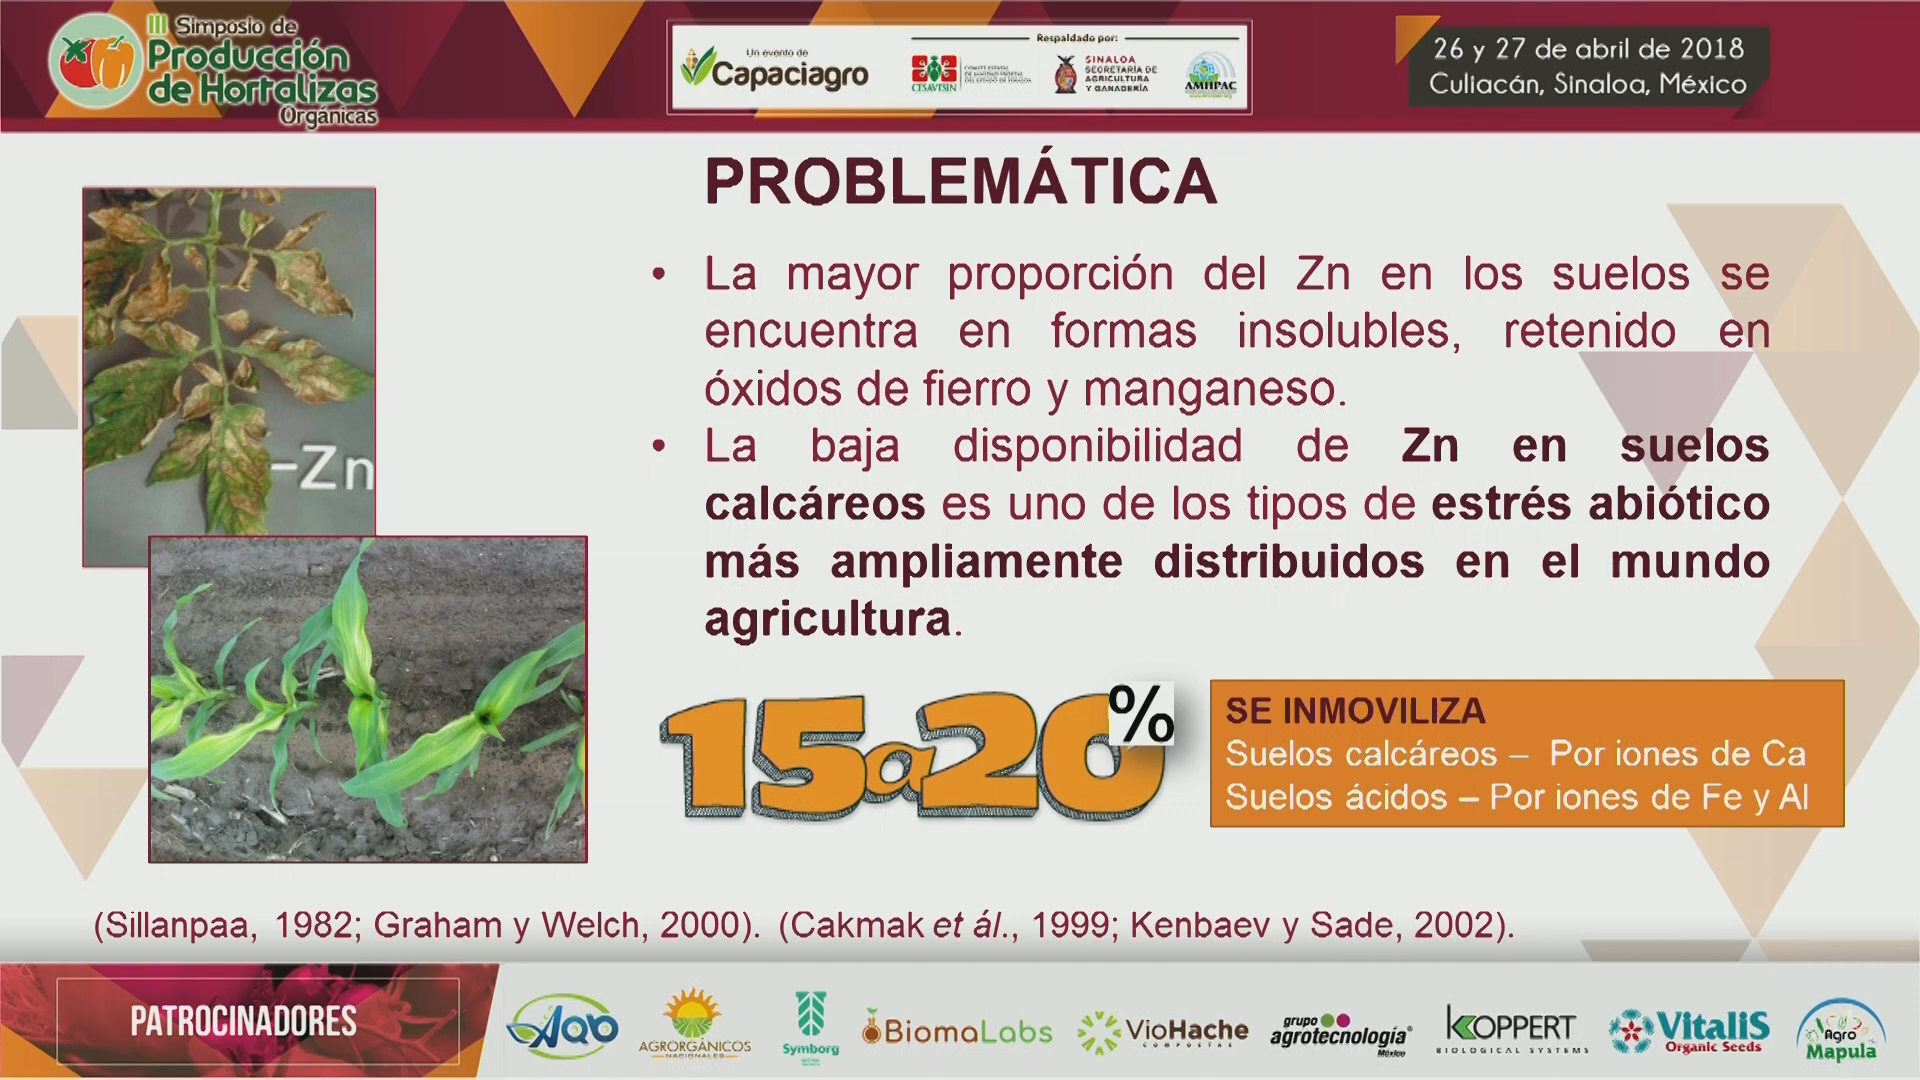 III Simposio de
Producción
de Hortalizas
Orgánicas
Un evento de
Capaciagro
Respaldado por:
CESAVESIN
SINALOA
SECRETARÍA DE
AGRICULTURA
Y GANADERÍA
AMHPAC
26 y 27 de abril de 2018
Culiacán, Sinaloa, México
PROBLEMÁTICA
• La mayor proporción del Zn en los suelos se
encuentra en formas insolubles, retenido en
óxidos de fierro y manganeso.
• La baja disponibilidad de Zn en suelos
calcáreos es uno de los tipos de estrés abiótico
más ampliamente distribuidos en el mundo
agricultura.
-Zn
15 a 20 %
SE INMOVILIZA
Suelos calcáreos – Por iones de Ca
Suelos ácidos – Por iones de Fe y Al
(Sillanpaa, 1982; Graham y Welch, 2000). (Cakmak et ál., 1999; Kenbaev y Sade, 2002).
PATROCINADORES
AQB
AGRORGÁNICOS
NACIONALES
Symborg
BiomaLabs
VioHache
COMPOSTAS
grupo
agrotecnología
México
KOPPERT
BIOLOGICAL SYSTEMS
VitaliS
Organic Seeds
Agro
Mapula